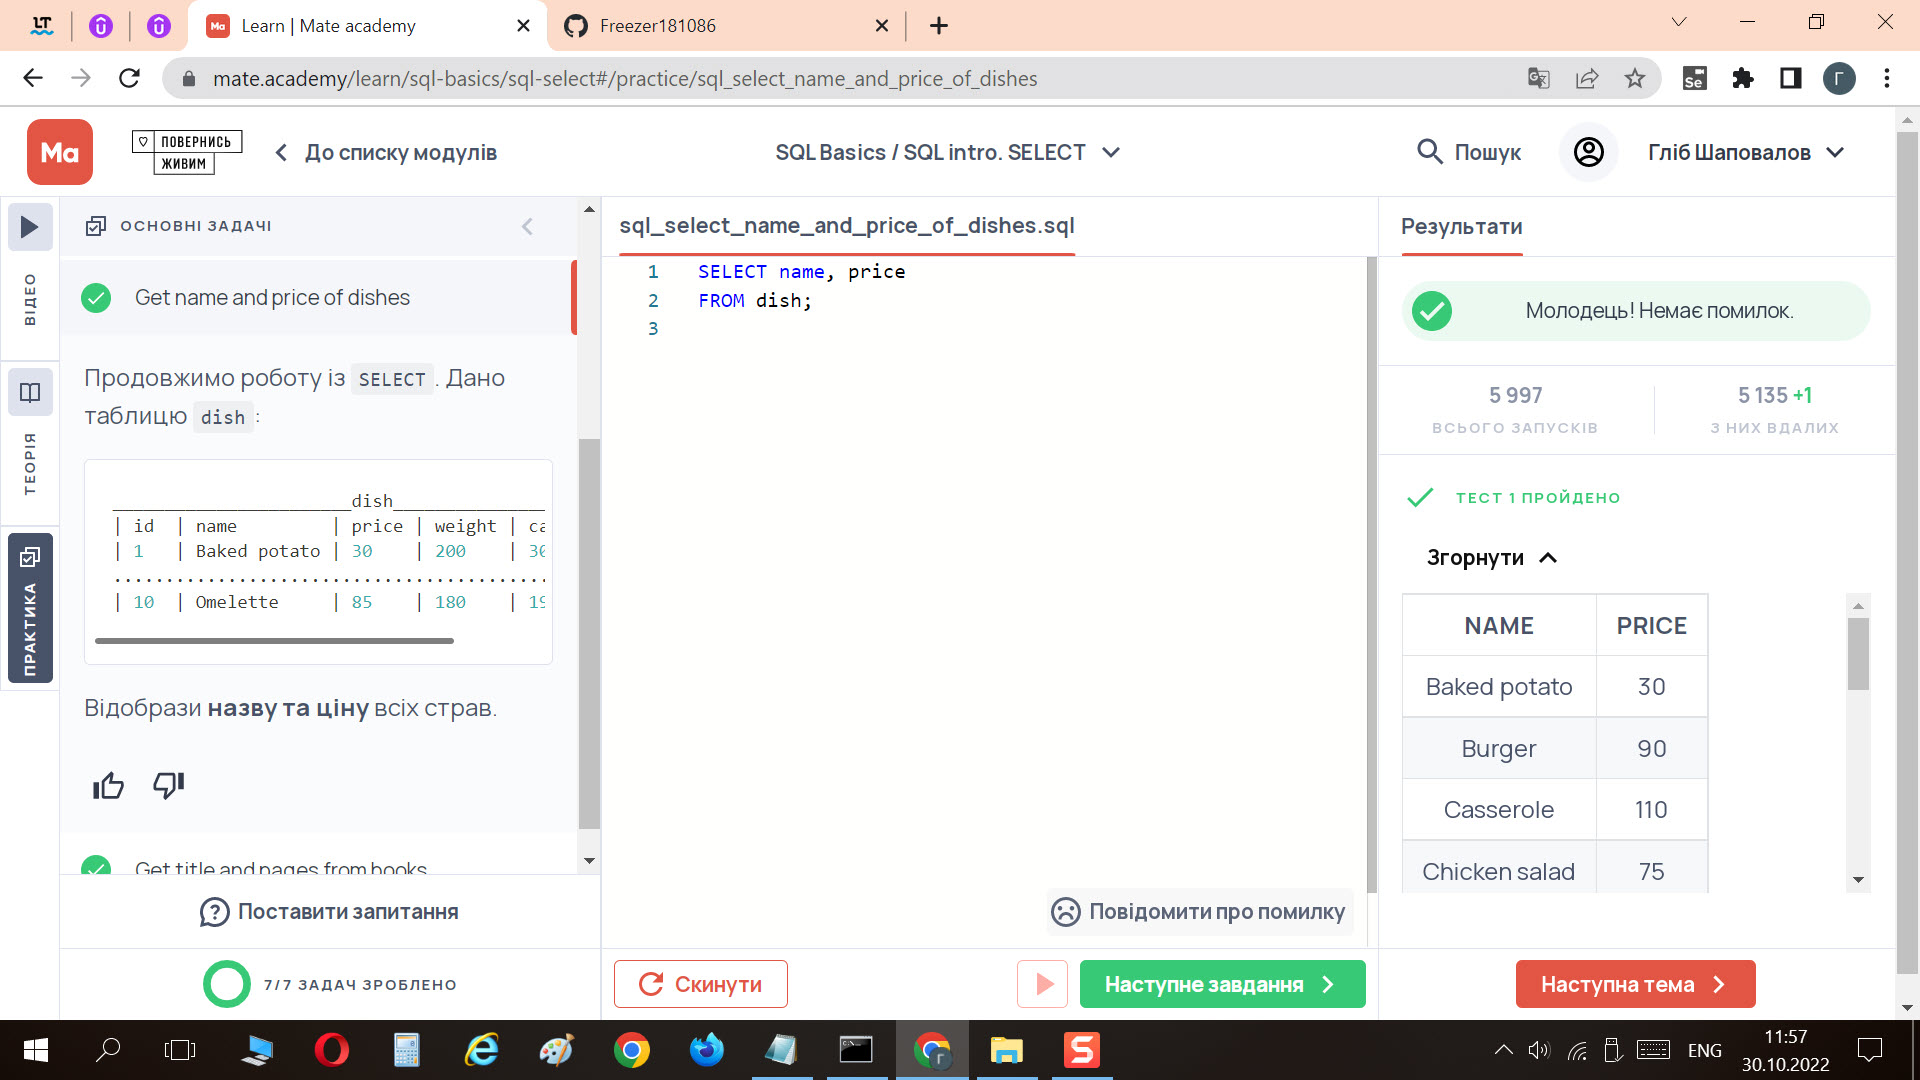 Learn | Mate academy
Freezer181086
mate.academy/learn/sql-basics/sql-select#/practice/sql_select_name_and_price_of_dishes
Se
Г
Ma
ПОВЕРНИСЬ
ЖИВИМ
До списку модулів
SQL Basics / SQL intro. SELECT
Пошук
Гліб Шаповалов
ВІДЕО
ТЕОРІЯ
ПРАКТИКА
ОСНОВНІ ЗАДАЧІ
Get name and price of dishes
Продовжимо роботу із SELECT. Дано
таблицю dish:
______________________dish______________
| id | name | price | weight | ca
| 1 | Baked potato | 30 | 200 | 30
..........................................
| 10 | Omelette | 85 | 180 | 19
Відобрази назву та ціну всіх страв.
Get title and pages from books
Поставити запитання
7/7 ЗАДАЧ ЗРОБЛЕНО
sql_select_name_and_price_of_dishes.sql
1 SELECT name, price
2 FROM dish;
3
Повідомити про помилку
Скинути
Наступне завдання
Результати
Молодець! Немає помилок.
5 997
ВСЬОГО ЗАПУСКІВ
5 135 +1
З НИХ ВДАЛИХ
ТЕСТ 1 ПРОЙДЕНО
Згорнути
NAME PRICE
Baked potato 30
Burger 90
Casserole 110
Chicken salad 75
Наступна тема
ENG
11:57
30.10.2022